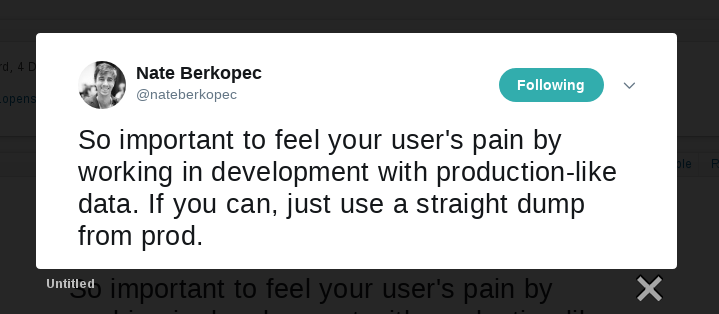 rd, 4 D
Nate Berkopec
@nateberkopec
Following
opens
So important to feel your user's pain by
working in development with production-like
data. If you can, just use a straight dump
from prod.
Untitled
So important to feel your user's pain by